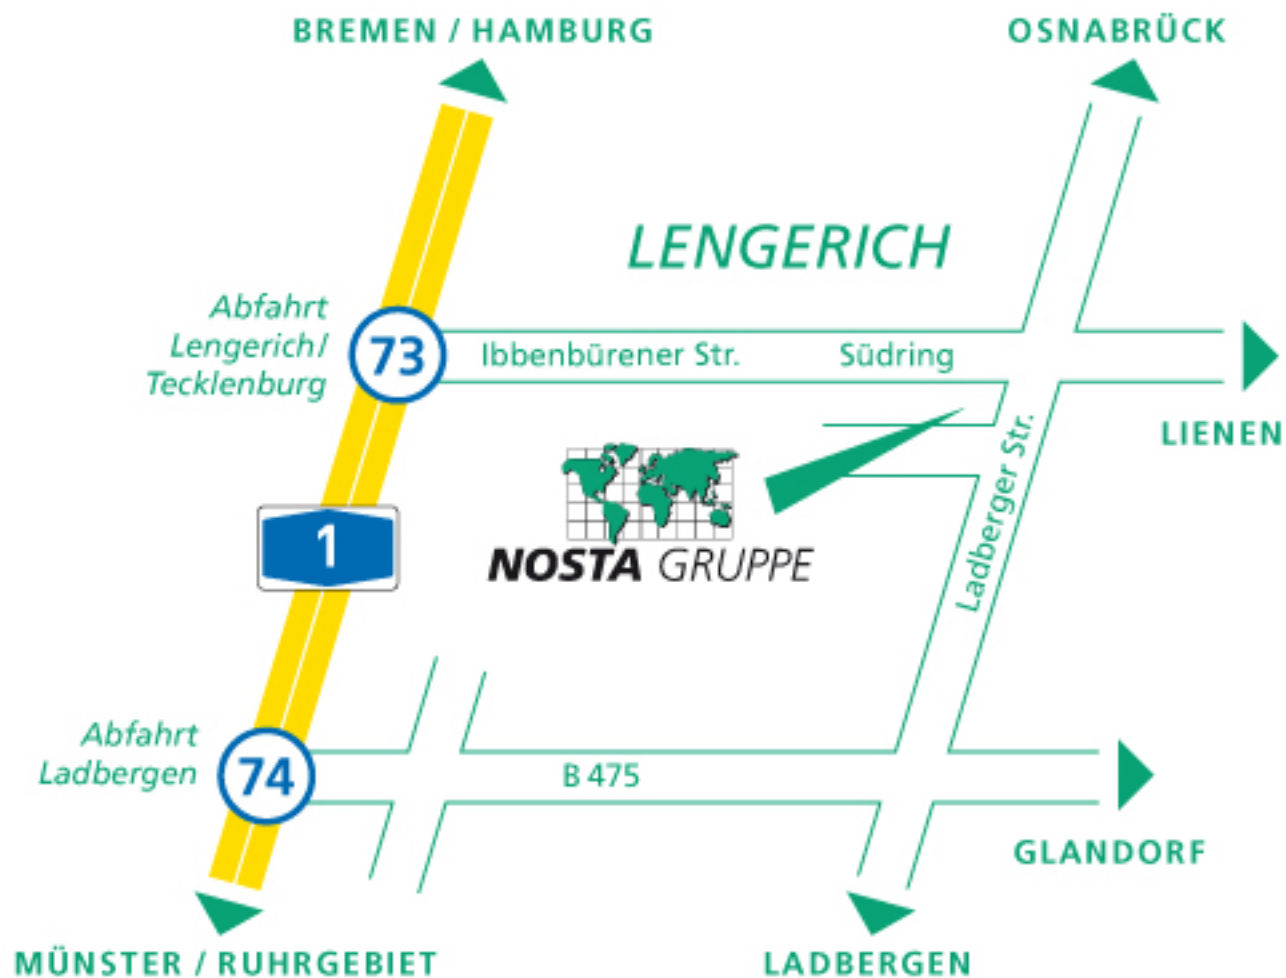 BREMEN / HAMBURG
OSNABRÜCK
LENGERICH
Abfahrt
Lengerich/
Tecklenburg
73
Ibbenbürener Str.
Südring
LIENEN
Ladberger Str.
1
NOSTA GRUPPE
Abfahrt
Ladbergen
74
B 475
GLANDORF
MÜNSTER / RUHRGEBIET
LADBERGEN